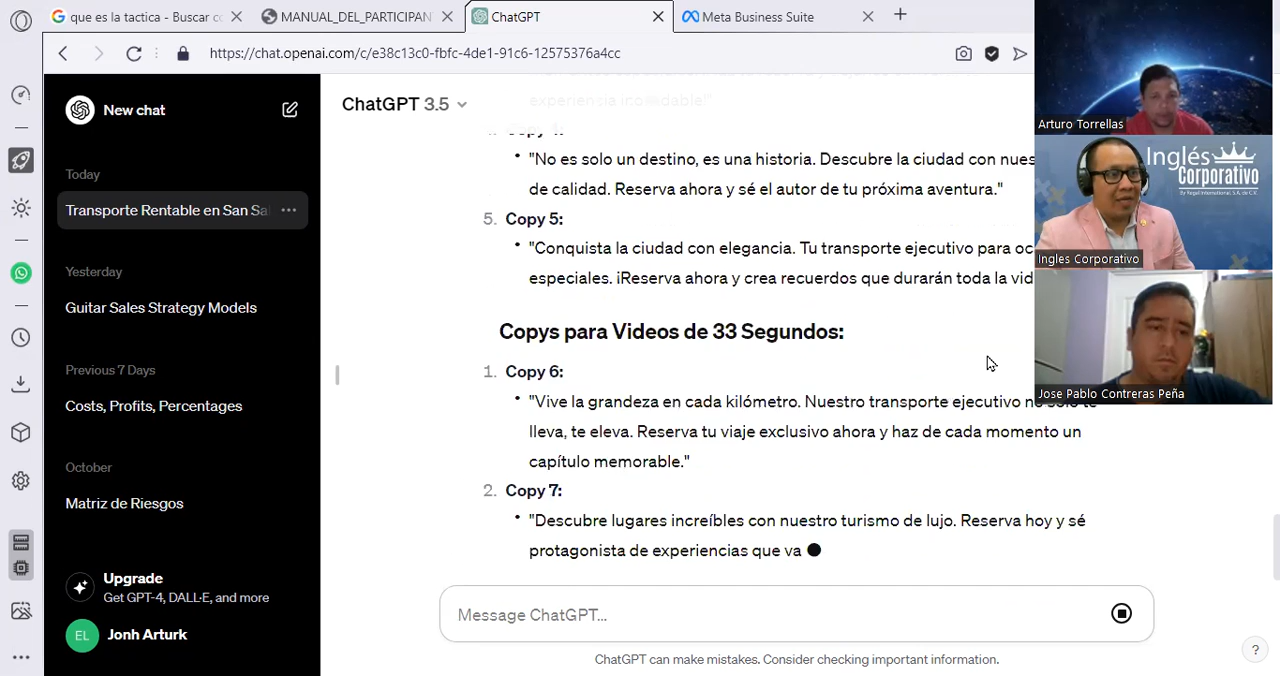 que es la tactica - Buscar c
MANUAL_DEL_PARTICIPAN
ChatGPT
Meta Business Suite
https://chat.openai.com/c/e38c13c0-fbfc-4de1-91c6-12575376a4cc
New chat
ChatGPT 3.5
Today
Transporte Rentable en San Sa
Yesterday
Guitar Sales Strategy Models
Previous 7 Days
Costs, Profits, Percentages
October
Matriz de Riesgos
Upgrade
Get GPT-4, DALL·E, and more
EL
Jonh Arturk
"No es solo un destino, es una historia. Descubre la ciudad con nues
de calidad. Reserva ahora y sé el autor de tu próxima aventura."
5. Copy 5:
"Conquista la ciudad con elegancia. Tu transporte ejecutivo para oc
especiales. ¡Reserva ahora y crea recuerdos que durarán toda la vid
Copys para Videos de 33 Segundos:
1. Copy 6:
"Vive la grandeza en cada kilómetro. Nuestro transporte ejecutivo no solo te
lleva, te eleva. Reserva tu viaje exclusivo ahora y haz de cada momento un
capítulo memorable."
2. Copy 7:
"Descubre lugares increíbles con nuestro turismo de lujo. Reserva hoy y sé
protagonista de experiencias que va
Message ChatGPT...
ChatGPT can make mistakes. Consider checking important information.
?
Arturo Torrellas
Inglés
Corporativo
By Regal International, S.A. de C.V.
Ingles Corporativo
Jose Pablo Contreras Peña